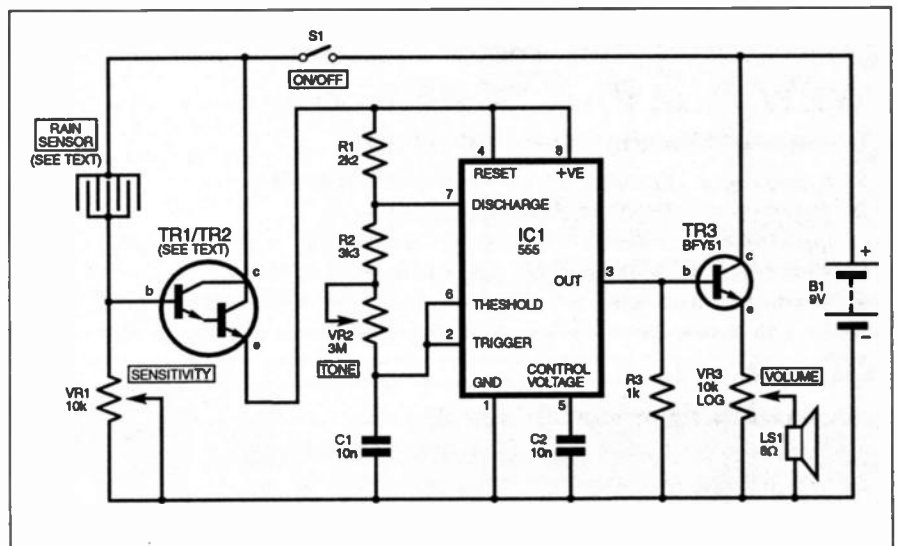 S1
ON/OFF
RAIN
SENSOR
(SEE TEXT)
R1
2k2
4
8
RESET
+VE
7
DISCHARGE
TR1/TR2
(SEE TEXT)
c
b
e
R2
3k3
IC1
555
TR3
BFY51
c
b
e
OUT
3
+
B1
9V
−
6
THRESHOLD
2
TRIGGER
VR2
3M
TONE
SENSITIVITY
VR1
10k
CONTROL
VOLTAGE
GND
1
5
R3
1k
VR3
10k
LOG
VOLUME
C1
10n
C2
10n
LS1
8Ω